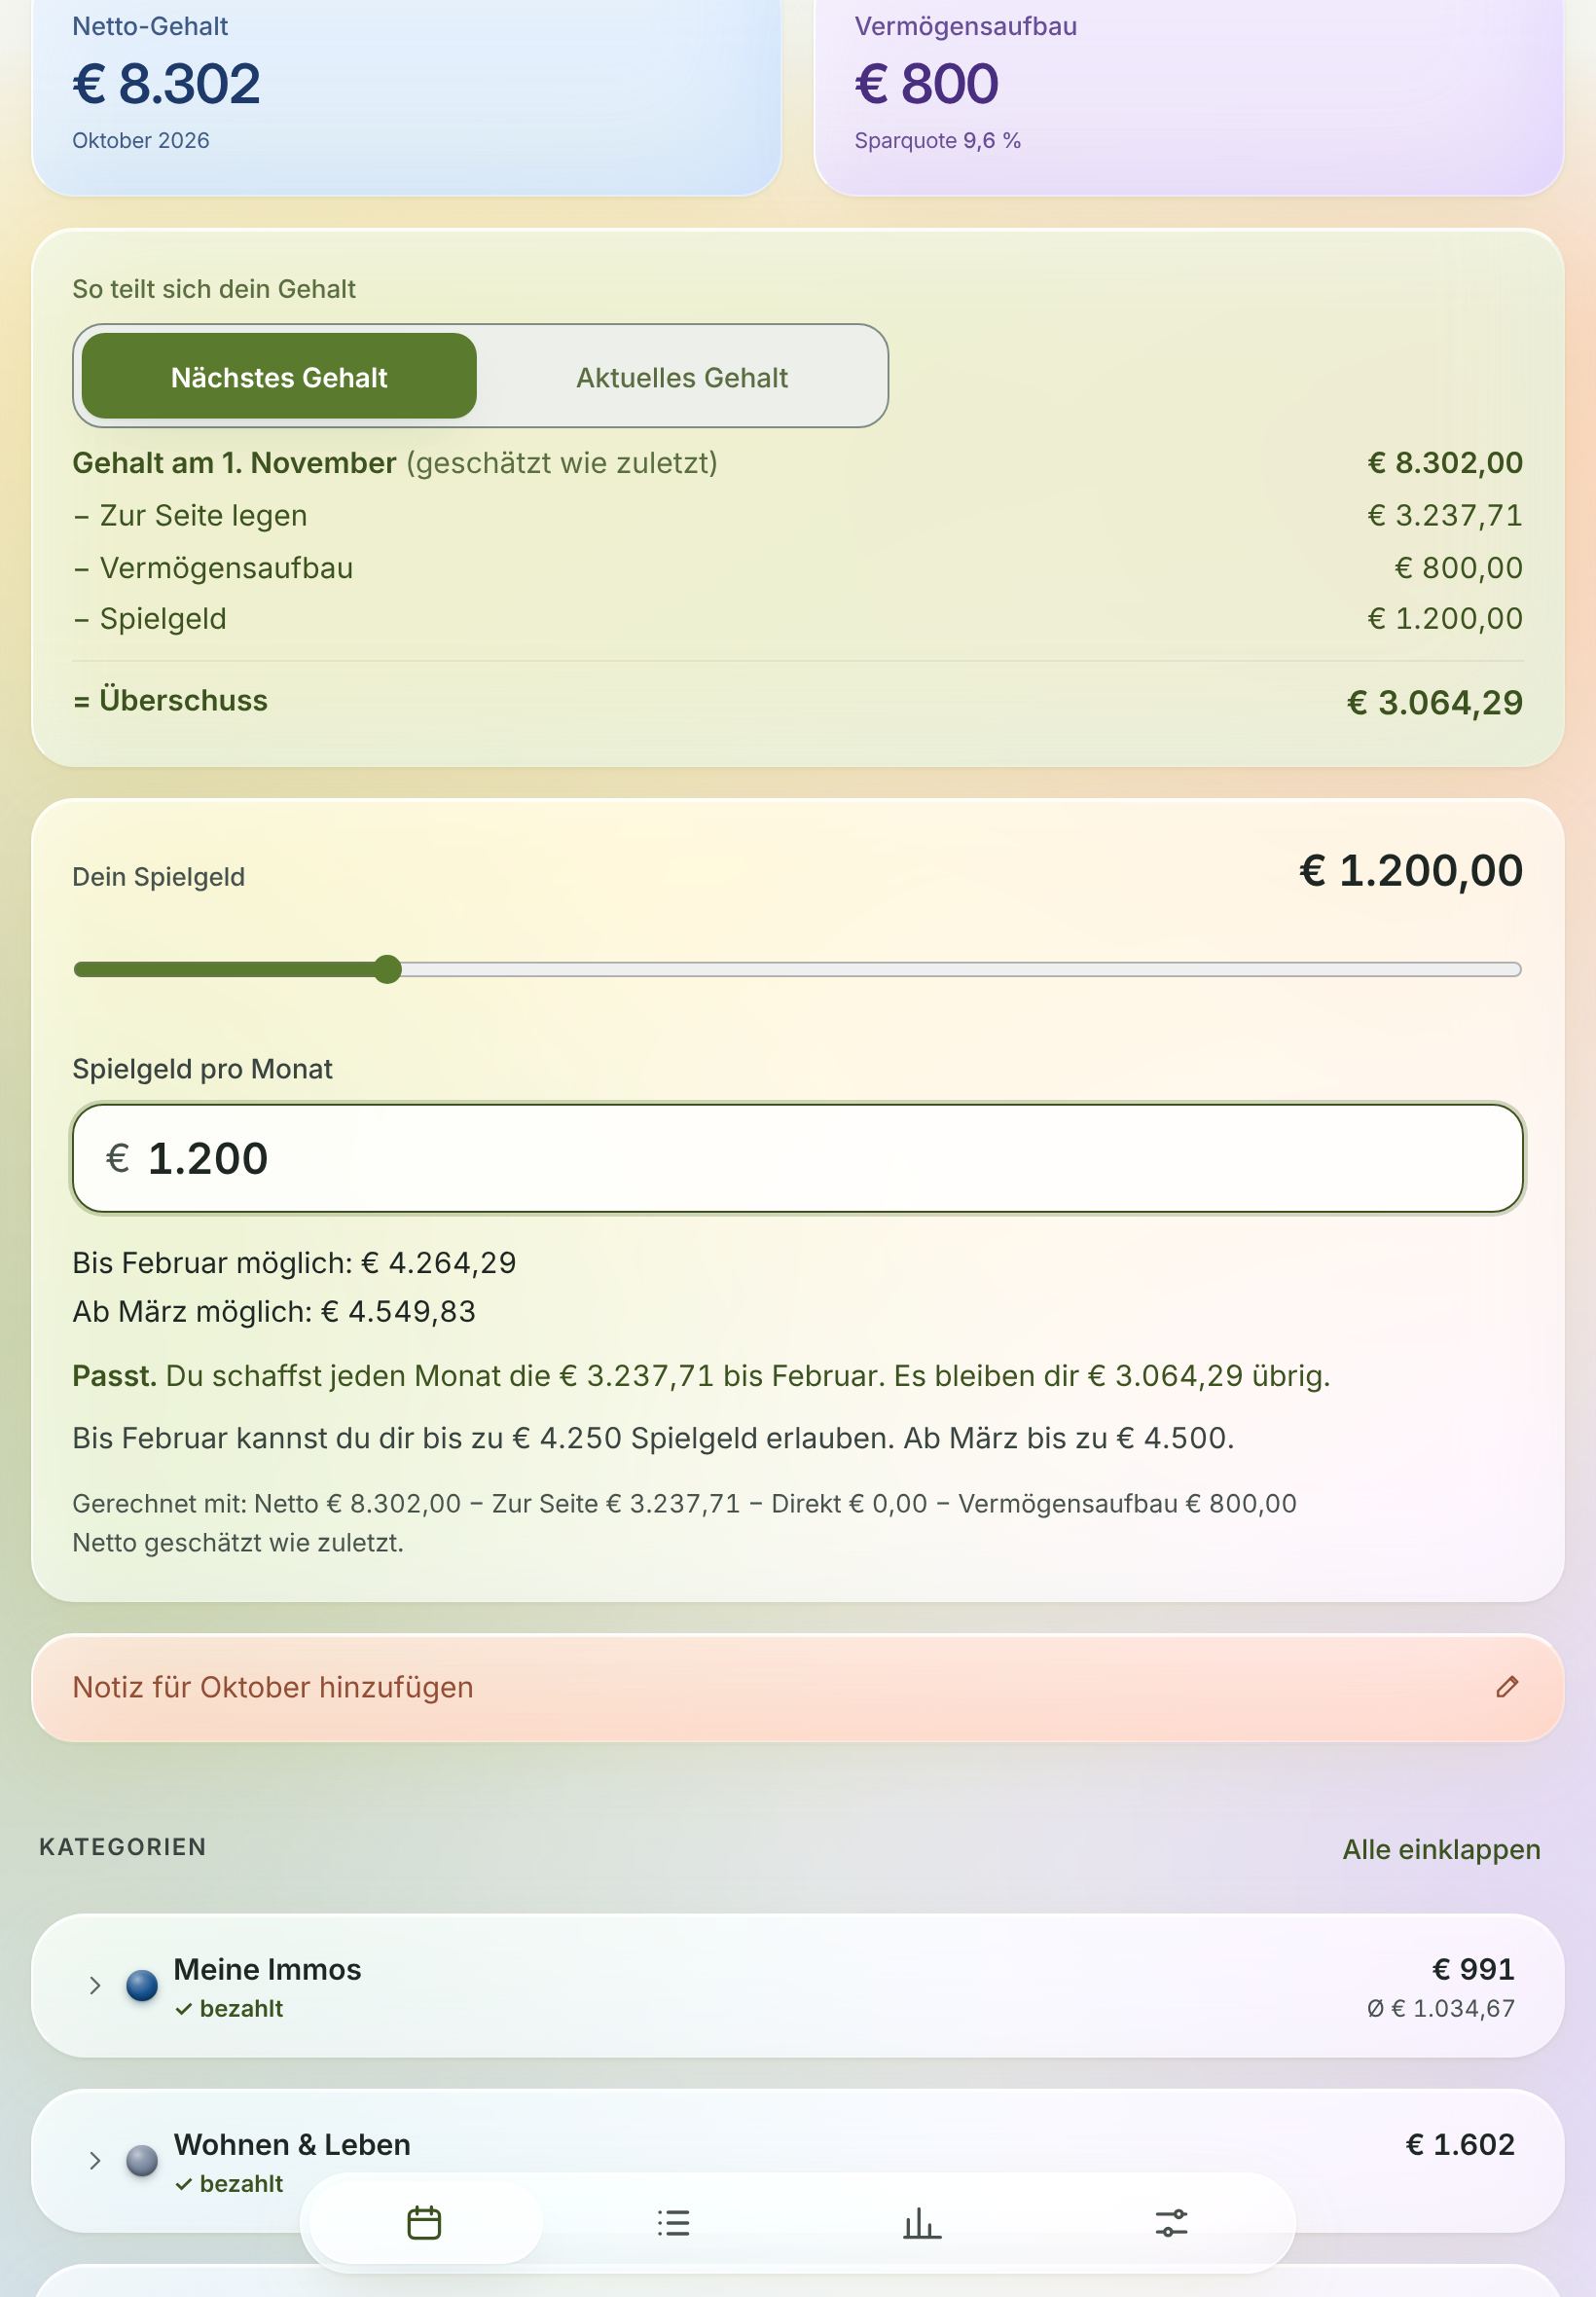 Netto-Gehalt
€ 8.302
Oktober 2026
Vermögensaufbau
€ 800
Sparquote 9,6 %
So teilt sich dein Gehalt
Nächstes Gehalt
Aktuelles Gehalt
Gehalt am 1. November (geschätzt wie zuletzt) € 8.302,00
– Zur Seite legen € 3.237,71
– Vermögensaufbau € 800,00
– Spielgeld € 1.200,00
= Überschuss € 3.064,29
Dein Spielgeld € 1.200,00
Spielgeld pro Monat
€ 1.200
Bis Februar möglich: € 4.264,29
Ab März möglich: € 4.549,83
Passt. Du schaffst jeden Monat die € 3.237,71 bis Februar. Es bleiben dir € 3.064,29 übrig.
Bis Februar kannst du dir bis zu € 4.250 Spielgeld erlauben. Ab März bis zu € 4.500.
Gerechnet mit: Netto € 8.302,00 – Zur Seite € 3.237,71 – Direkt € 0,00 – Vermögensaufbau € 800,00
Netto geschätzt wie zuletzt.
Notiz für Oktober hinzufügen
KATEGORIEN
Alle einklappen
Meine Immos € 991
✓ bezahlt Ø € 1.034,67
Wohnen & Leben € 1.602
✓ bezahlt